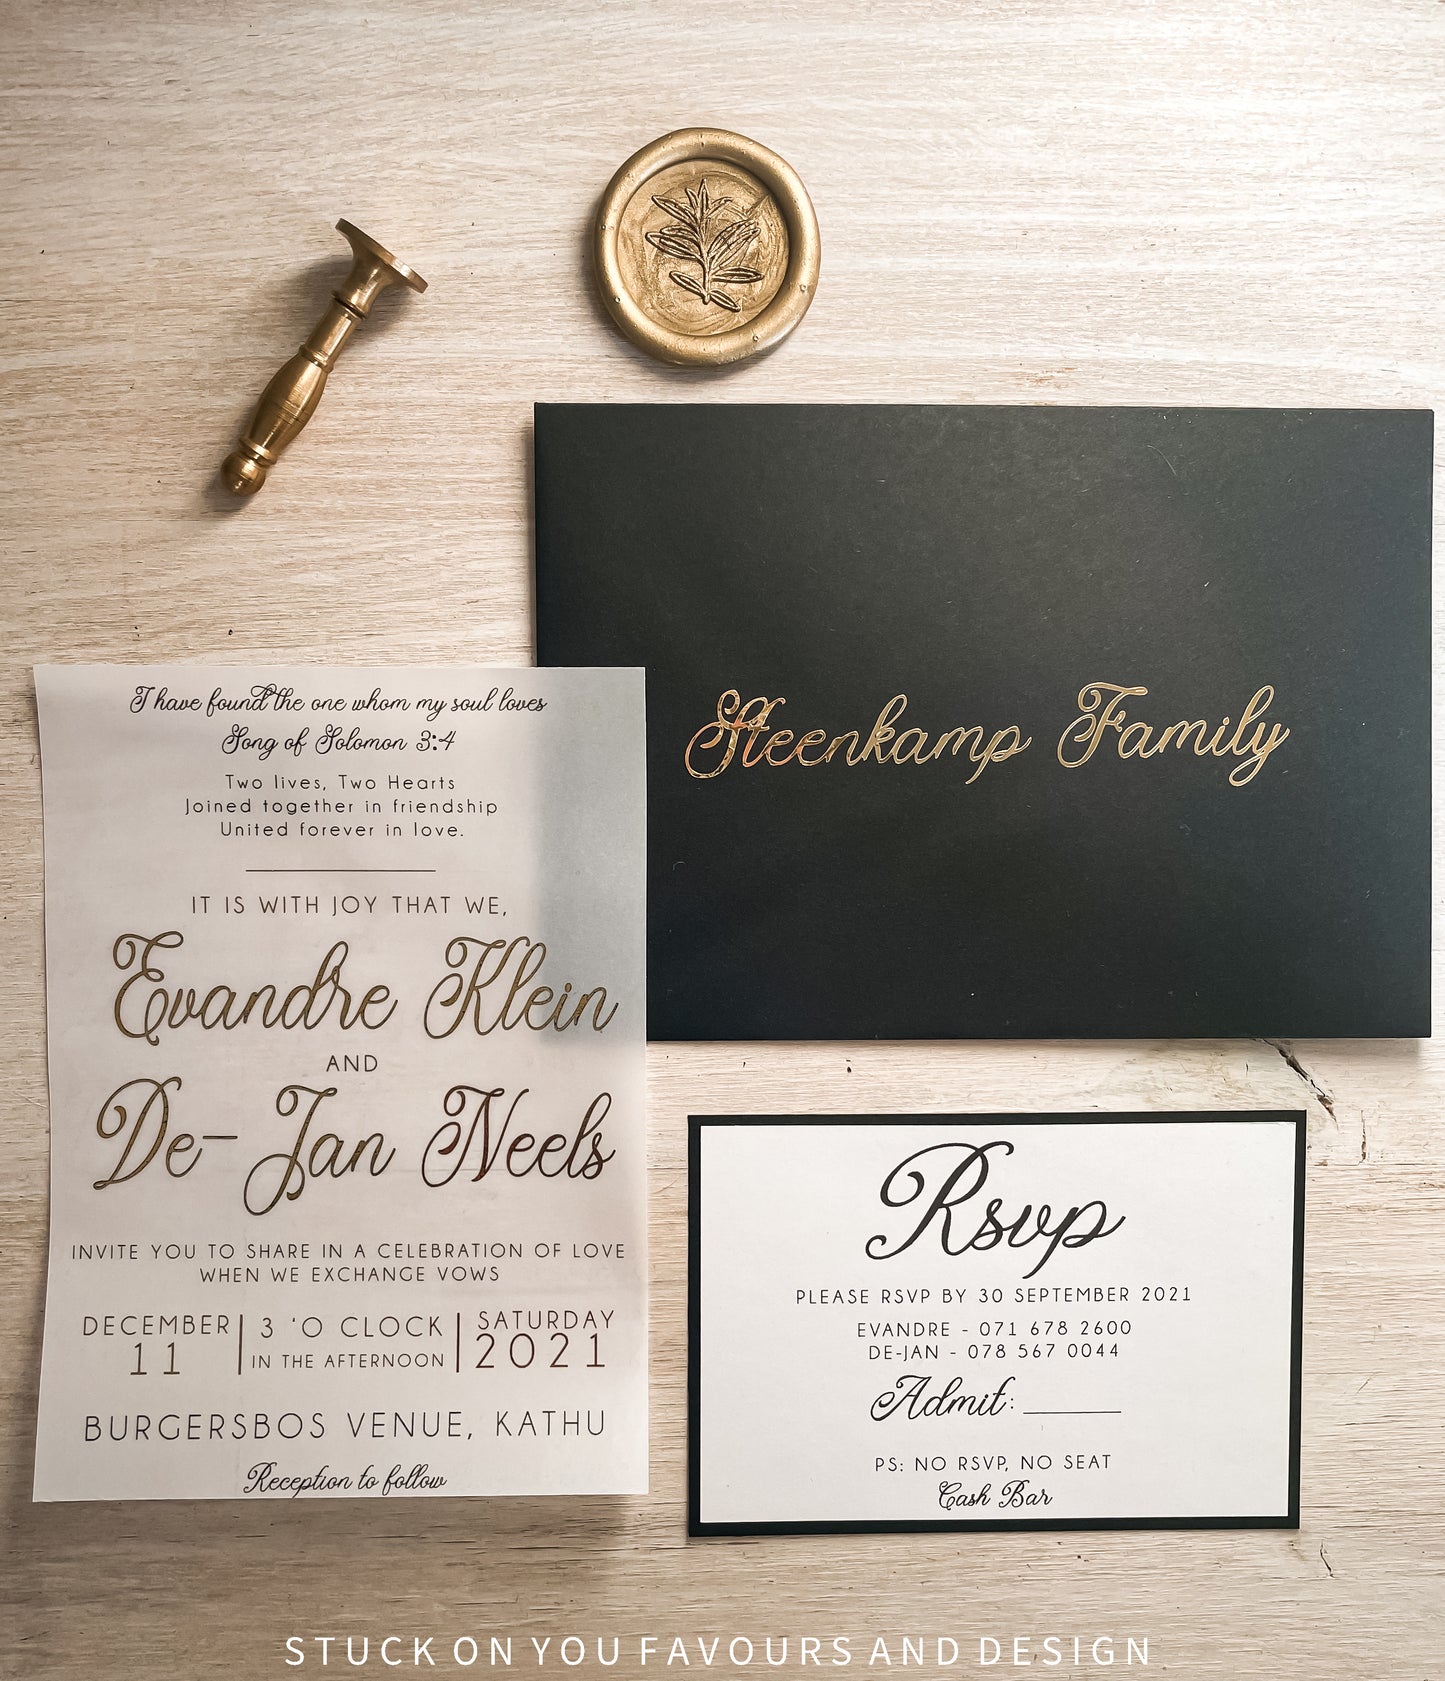 Steenkamp Family
I have found the one whom my soul loves
Song of Solomon 3:4
Two lives, Two Hearts
Joined together in friendship
United forever in love.
IT IS WITH JOY THAT WE,
Evandre Klein
AND
De-Jan Neels
INVITE YOU TO SHARE IN A CELEBRATION OF LOVE
WHEN WE EXCHANGE VOWS
DECEMBER
11
3 'O CLOCK
IN THE AFTERNOON
SATURDAY
2021
BURGERSBOS VENUE, KATHU
Reception to follow
Rsvp
PLEASE RSVP BY 30 SEPTEMBER 2021
EVANDRE - 071 678 2600
DE-JAN - 078 567 0044
Admit: ______
PS: NO RSVP, NO SEAT
Cash Bar
STUCK ON YOU FAVOURS AND DESIGN